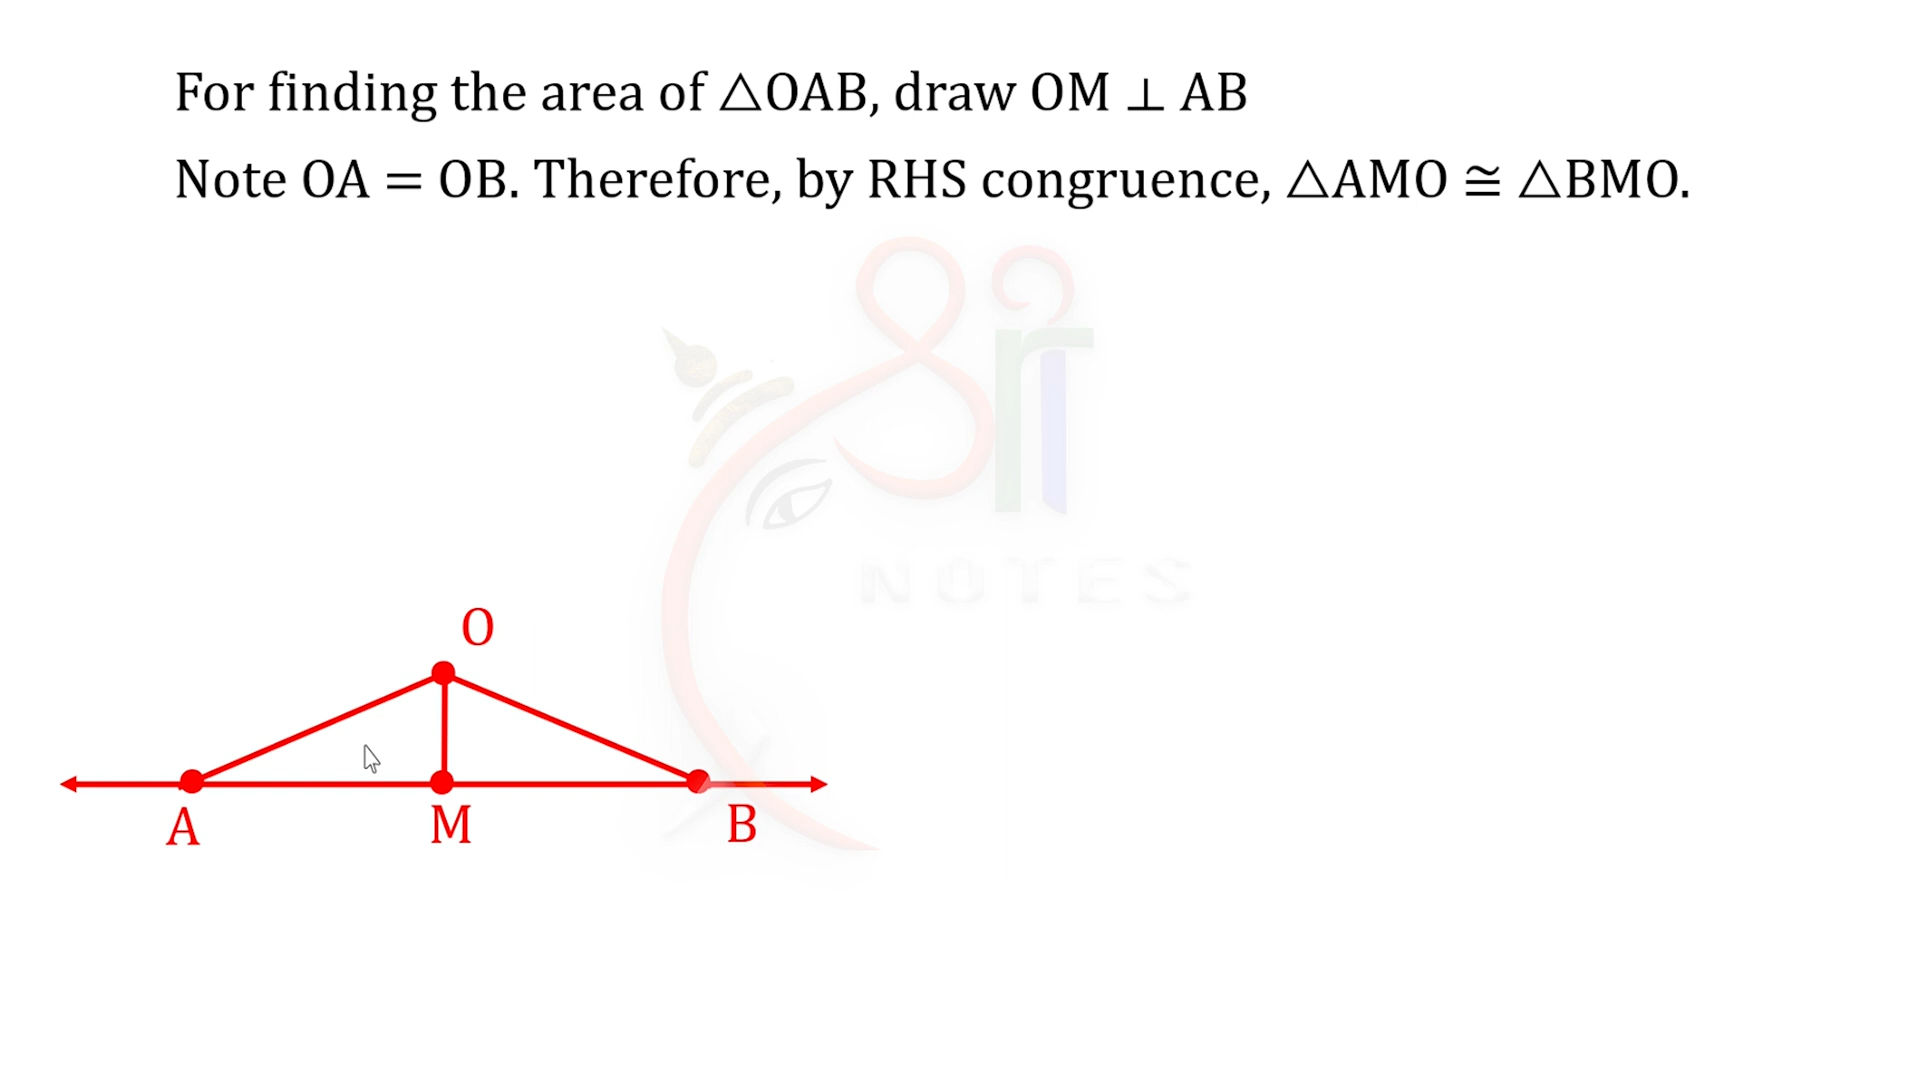 For finding the area of △OAB, draw OM ⊥ AB
Note OA = OB. Therefore, by RHS congruence, △AMO ≅ △BMO.
श्री
NOTES
O
A
M
B